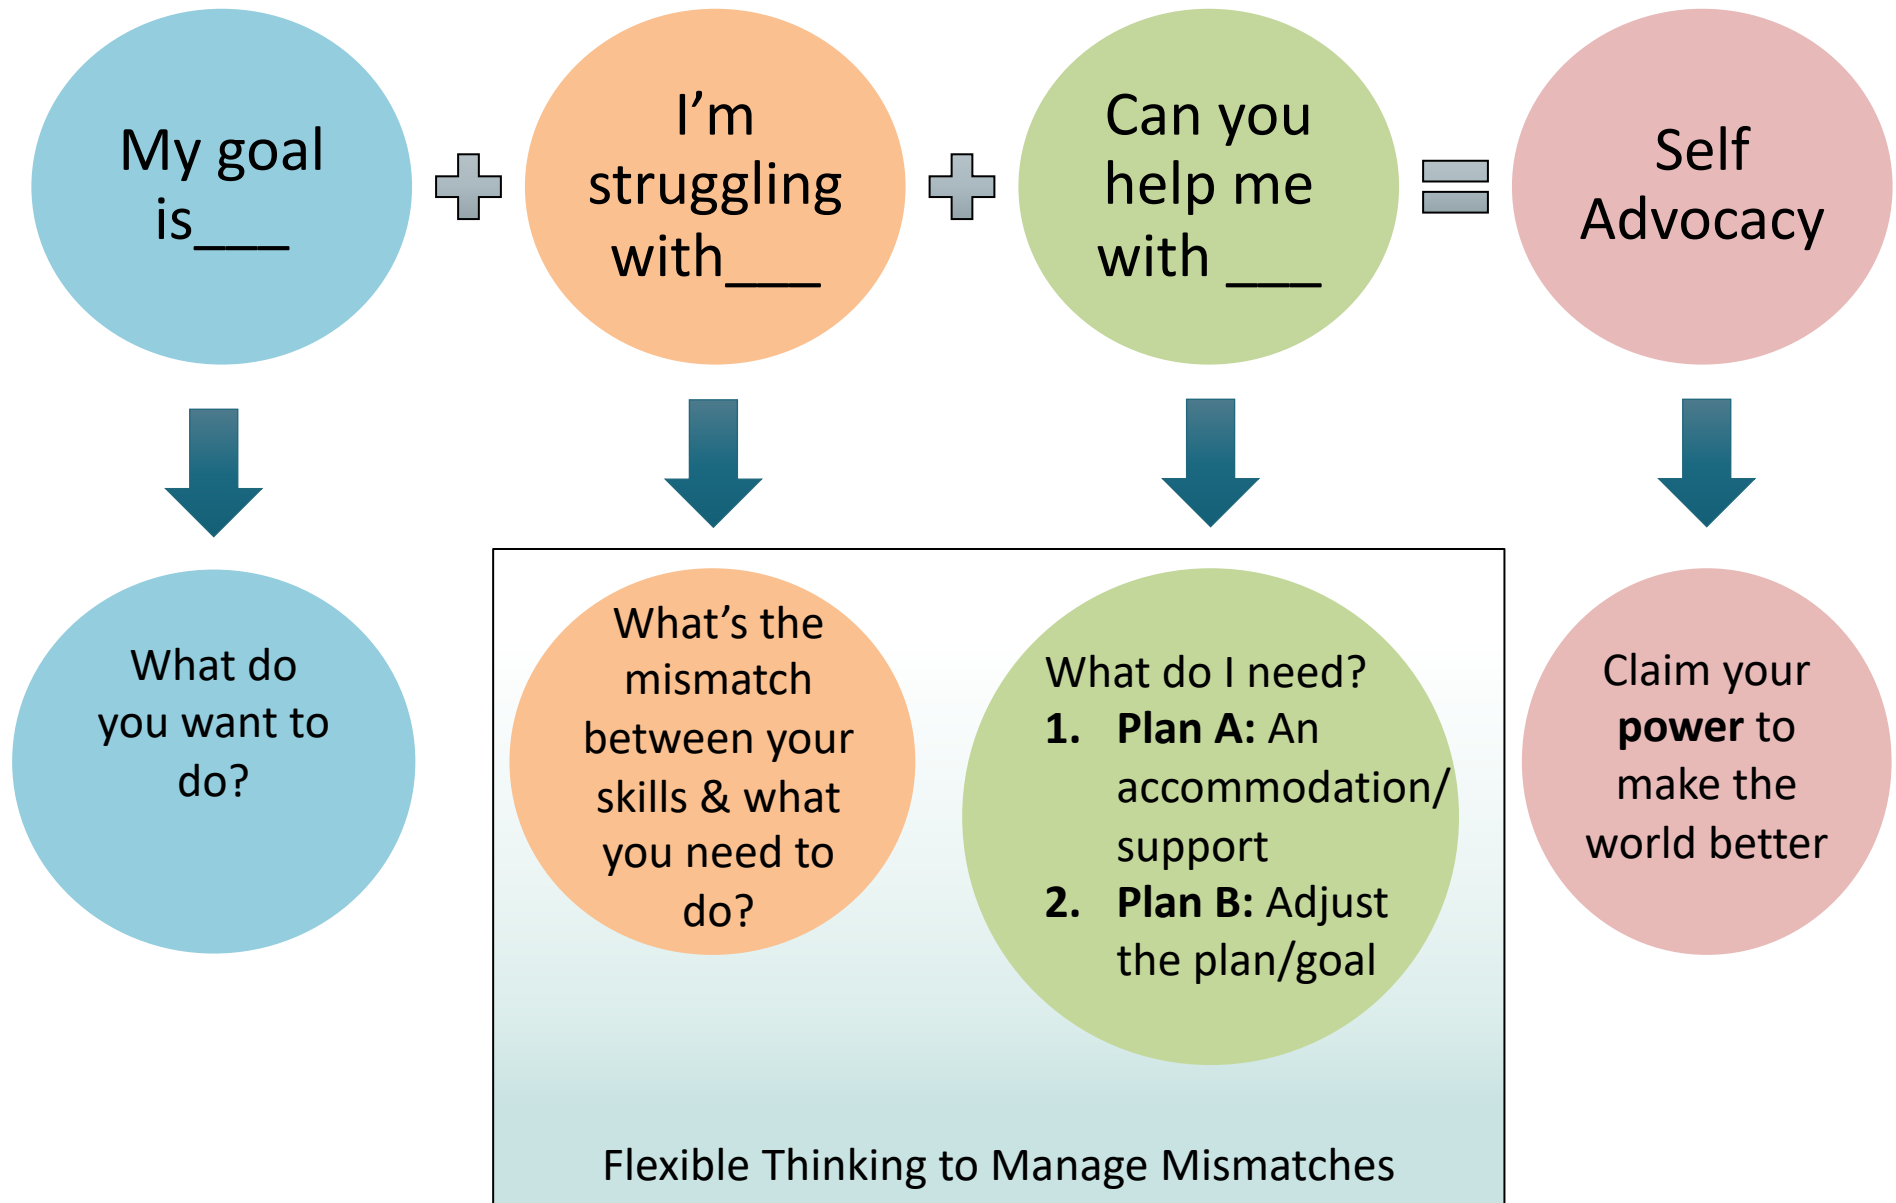 My goal
is___
I’m
struggling
with___
Can you
help me
with ___
Self
Advocacy
What do
you want to
do?
What’s the
mismatch
between your
skills & what
you need to
do?
What do I need?
1. Plan A: An
accommodation/
support
2. Plan B: Adjust
the plan/goal
Claim your
power to
make the
world better
Flexible Thinking to Manage Mismatches